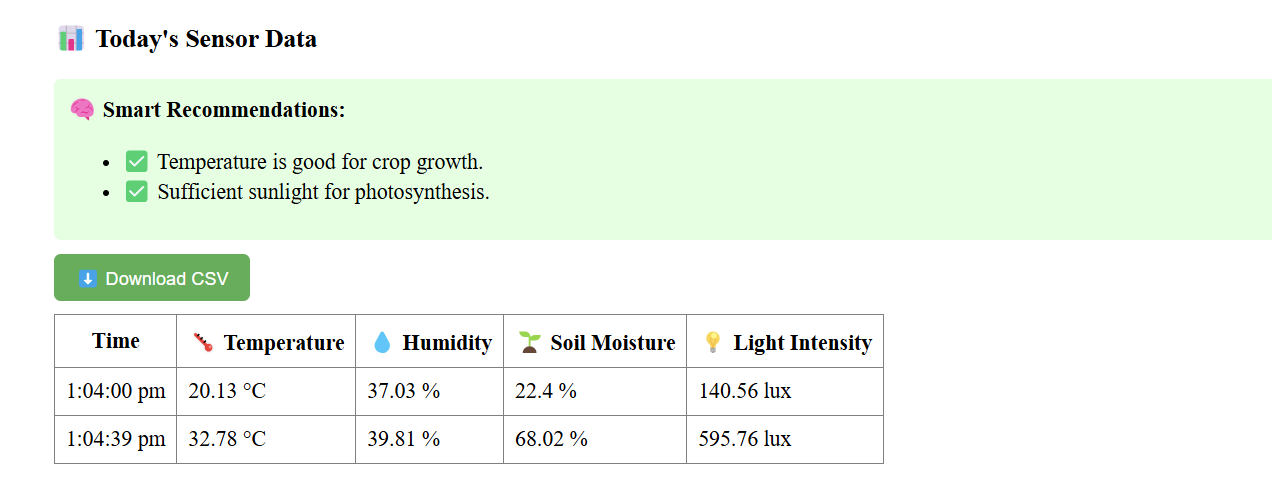 Today's Sensor Data
Smart Recommendations:
Temperature is good for crop growth.
Sufficient sunlight for photosynthesis.
Download CSV
Time Temperature Humidity Soil Moisture Light Intensity
1:04:00 pm 20.13 °C 37.03 % 22.4 % 140.56 lux
1:04:39 pm 32.78 °C 39.81 % 68.02 % 595.76 lux